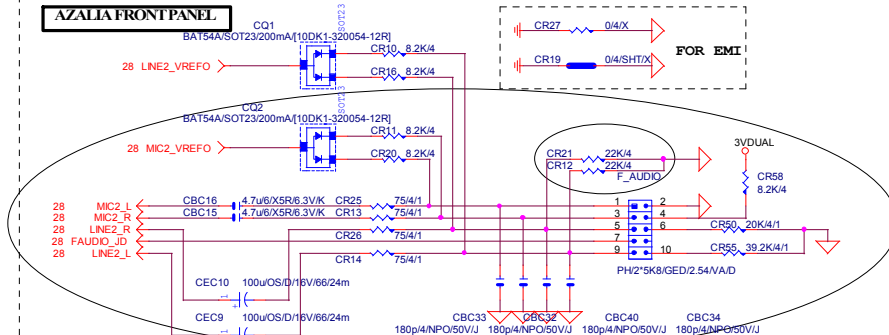 AZALIA FRONT PANEL
CQ1
BAT54A/SOT23/200mA/[10DK1-320054-12R]
SOT23
CR10 8.2K/4
28 LINE2_VREFO
CR16 8.2K/4
CR27 0/4/X
CR19 0/4/SHT/X
FOR EMI
CQ2
BAT54A/SOT23/200mA/[10DK1-320054-12R]
SOT23
CR11 8.2K/4
28 MIC2_VREFO
CR20 8.2K/4
CR21 22K/4
CR12 22K/4
F_AUDIO
3VDUAL
CR58
8.2K/4
28 MIC2_L CBC16 4.7u/6/X5R/6.3V/K CR25 75/4/1 1 2
28 MIC2_R CBC15 4.7u/6/X5R/6.3V/K CR13 75/4/1 3 4
28 LINE2_R 75/4/1 5 6 CR50 20K/4/1
28 FAUDIO_JD CR26 7
28 LINE2_L 75/4/1 9 10 CR55 39.2K/4/1
CR14
PH/2*5K8/GED/2.54/VA/D
CEC10 100u/OS/D/16V/66/24m
1 +
CEC9 100u/OS/D/16V/66/24m
1
CBC33 CBC32 CBC40 CBC34
180p/4/NPO/50V/J 180p/4/NPO/50V/J 180p/4/NPO/50V/J 180p/4/NPO/50V/J